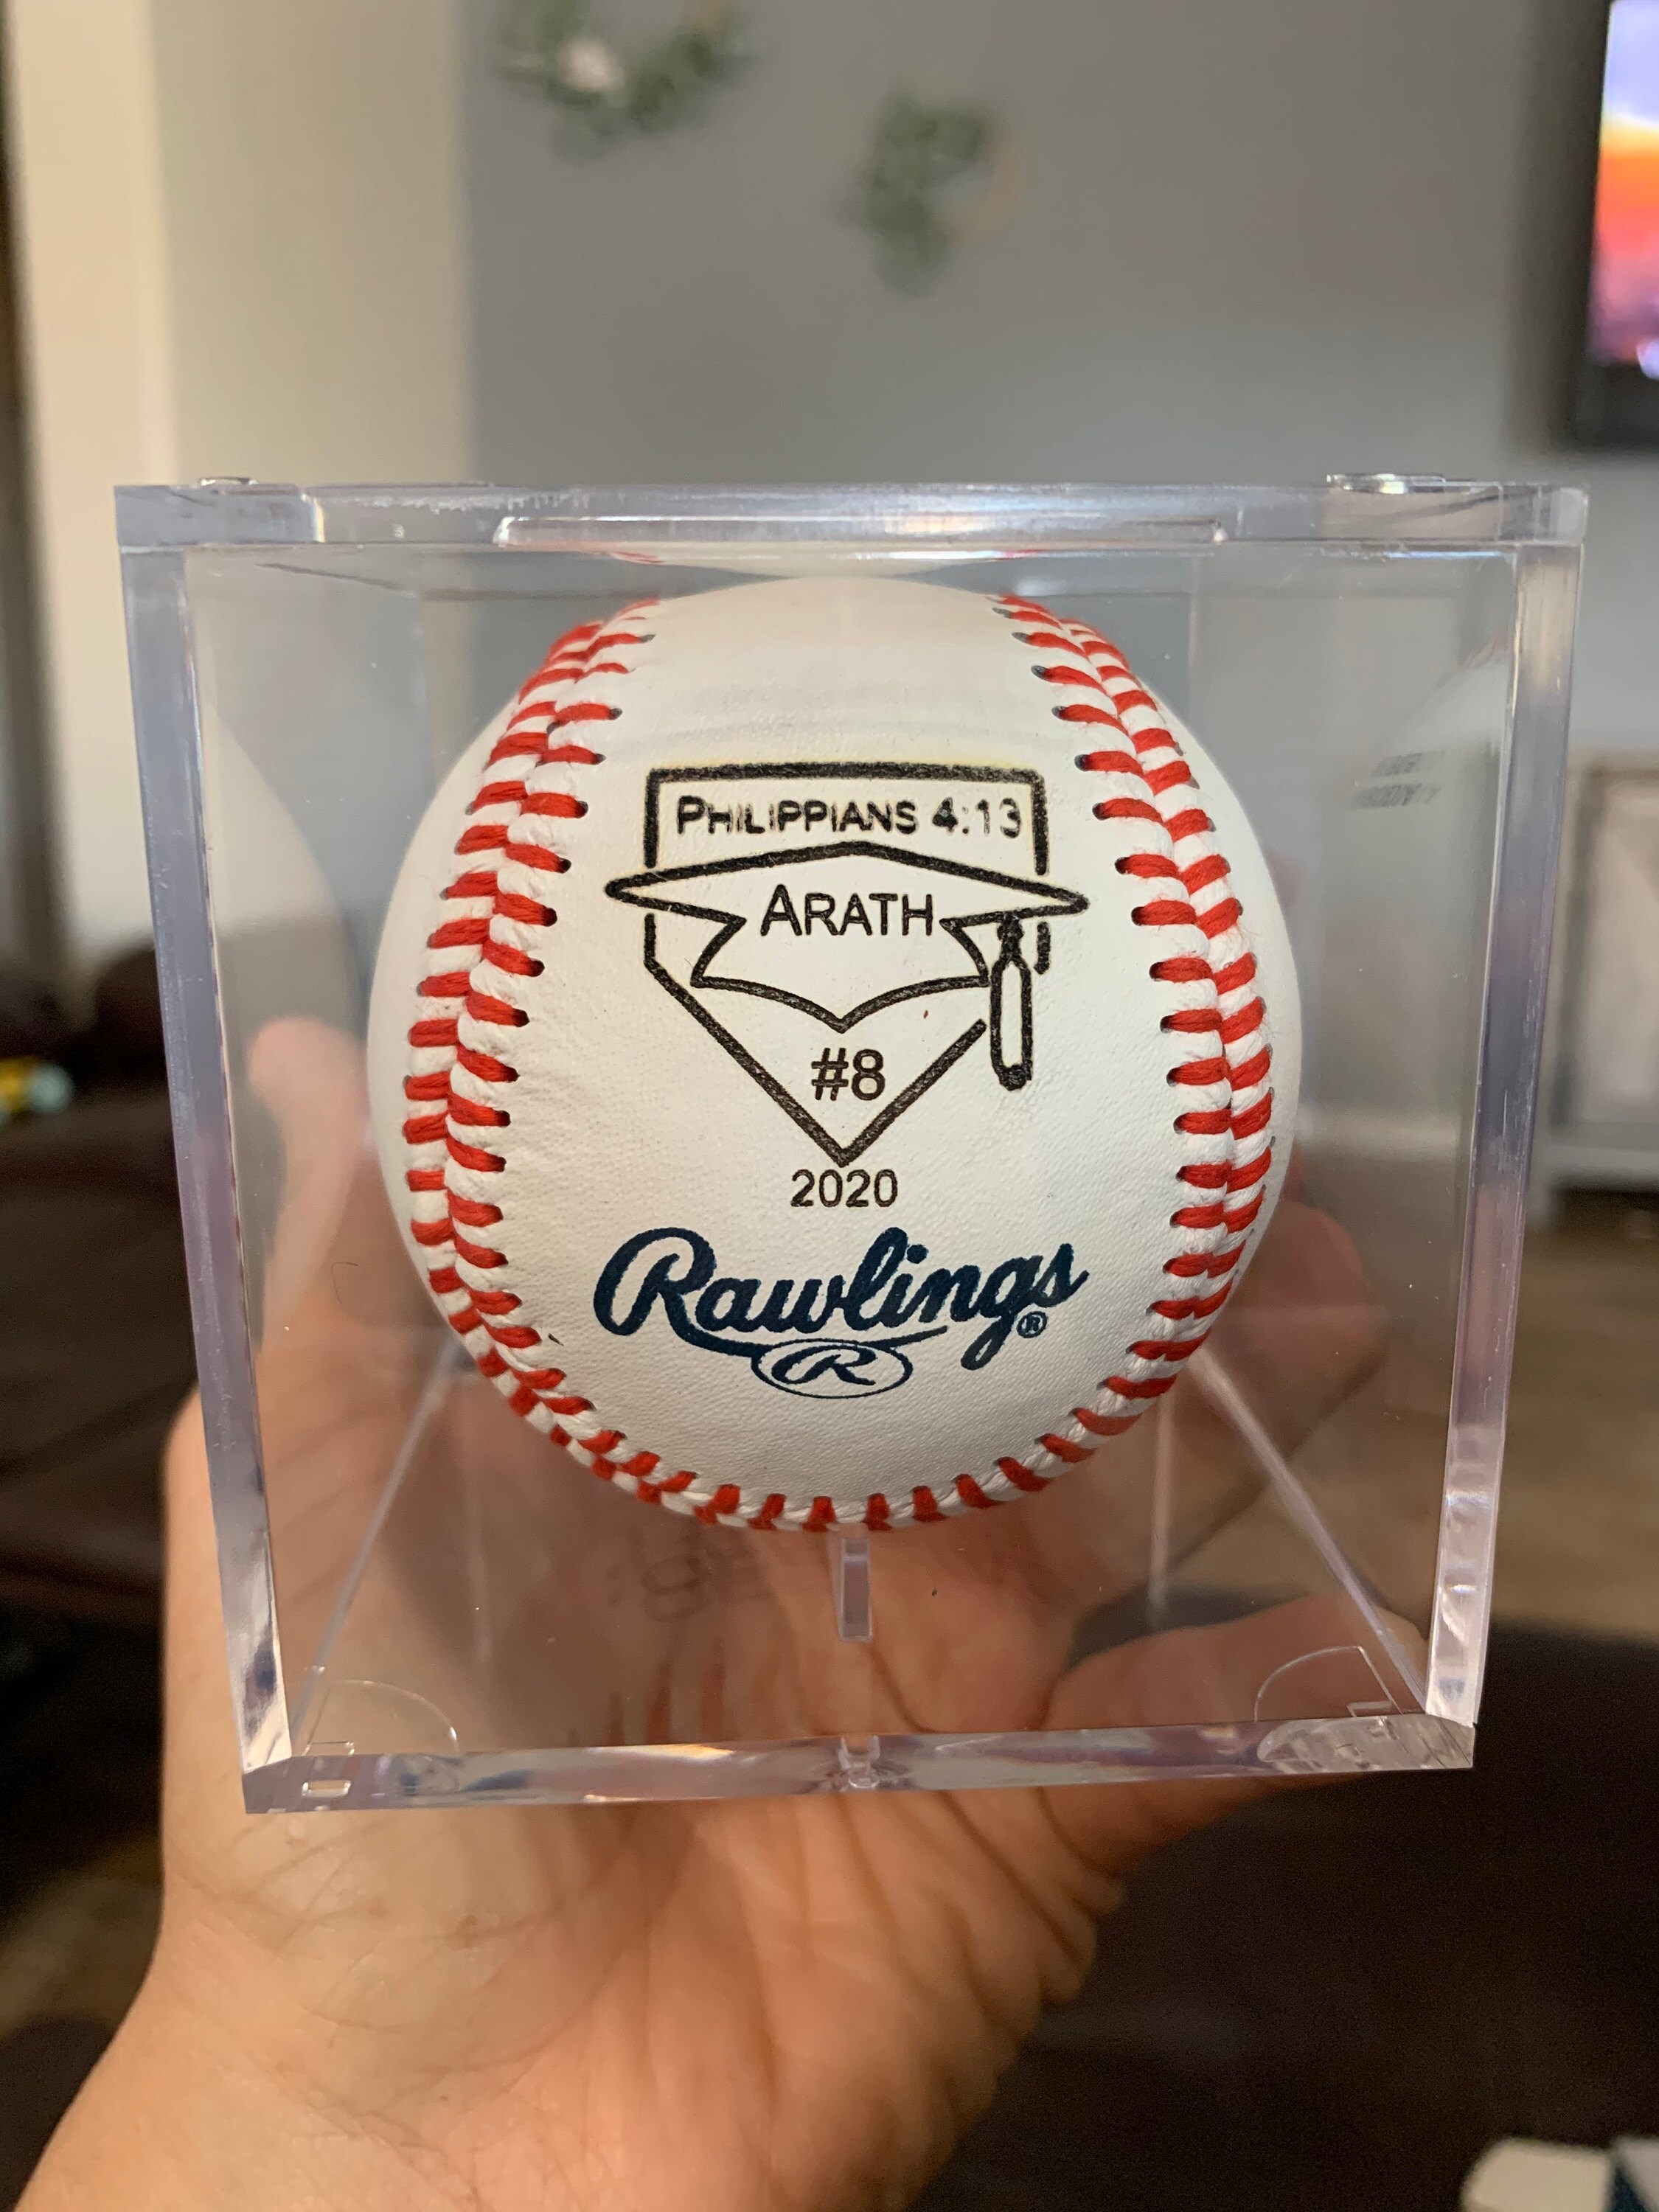 PHILIPPIANS 4:13
ARATH
#8
2020
Rawlings®
R